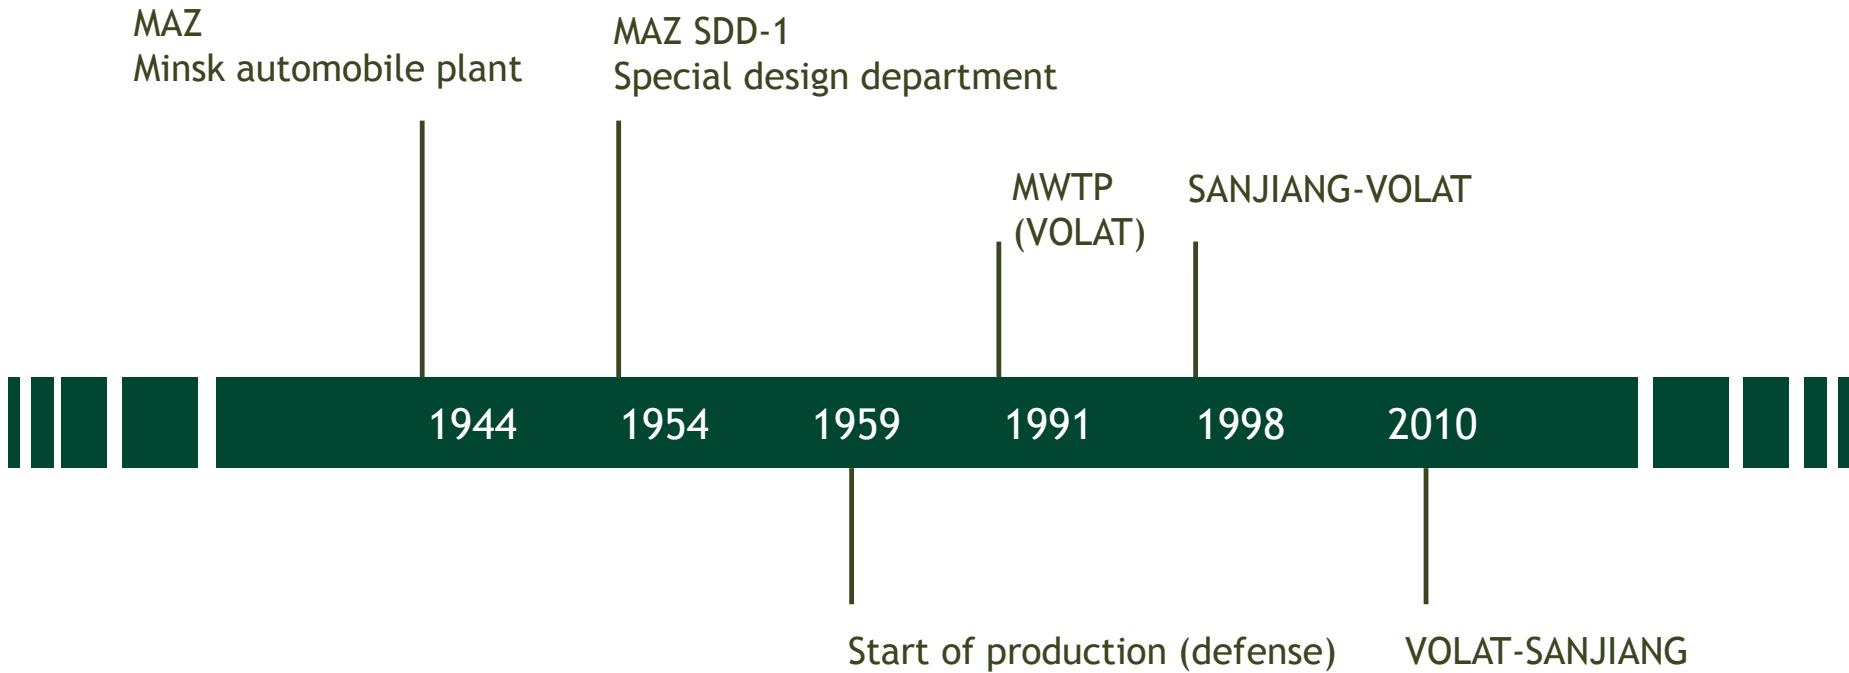 MAZ
Minsk automobile plant
MAZ SDD-1
Special design department
MWTP
(VOLAT)
SANJIANG-VOLAT
1944 1954 1959 1991 1998 2010
Start of production (defense)
VOLAT-SANJIANG